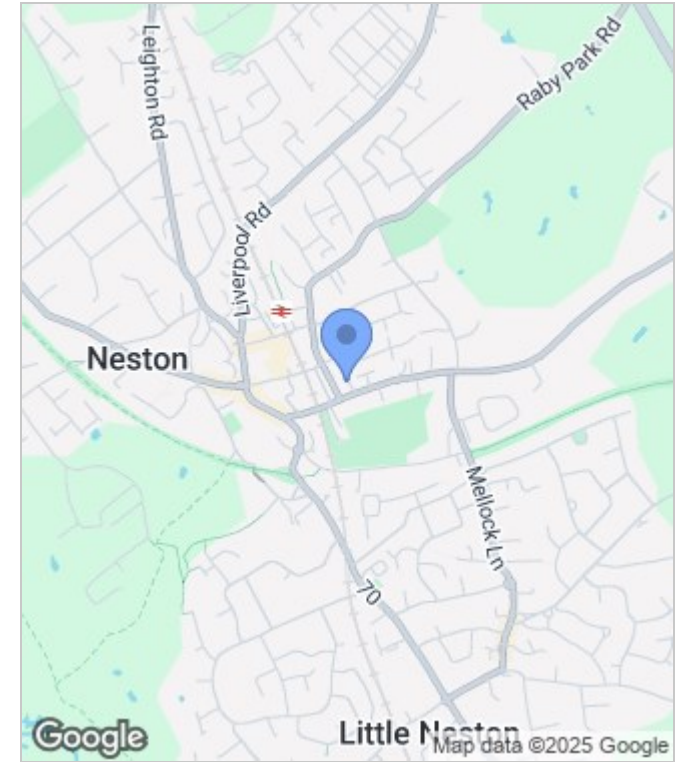 Leighton Rd
Raby Park Rd
Liverpool Rd
Neston
Mellock Ln
70
Little Neston
Google
Map data ©2025 Google